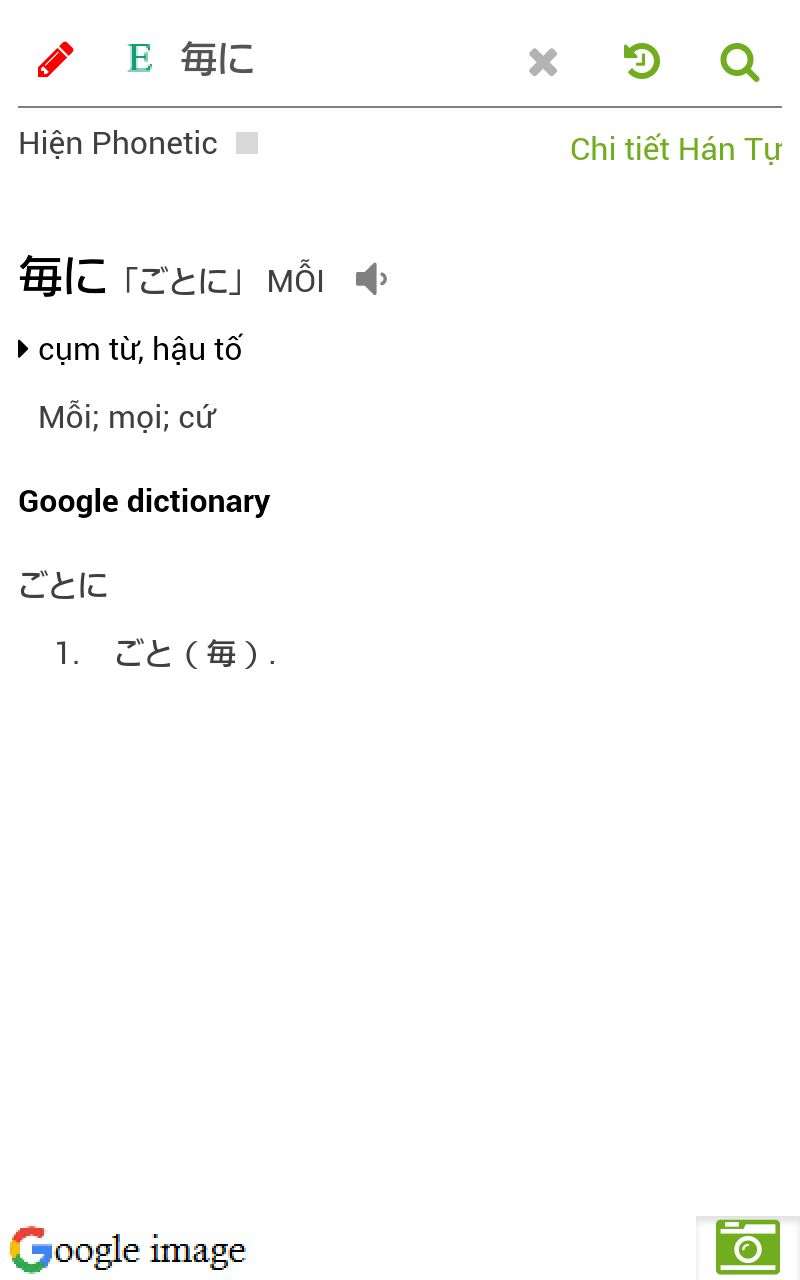 E 毎に
Hiện Phonetic
Chi tiết Hán Tự
毎に「ごとに」 MỖI
cụm từ, hậu tố
Mỗi; mọi; cứ
Google dictionary
ごとに
1. ごと ( 毎 ) .
Google image